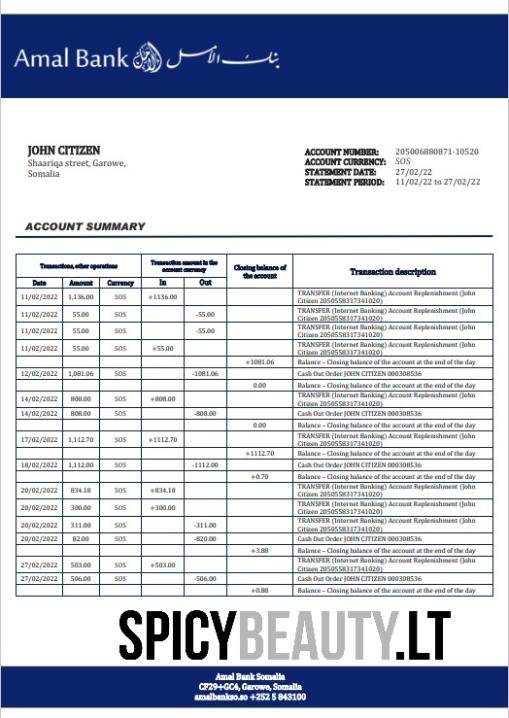 Amal Bank بنك الأمل
JOHN CITIZEN
Shaariqa street, Garowe,
Somalia
ACCOUNT NUMBER: 205006880871-10520
ACCOUNT CURRENCY: SOS
STATEMENT DATE: 27/02/22
STATEMENT PERIOD: 11/02/22 to 27/02/22
ACCOUNT SUMMARY
Transactions, other operations
Transaction amount in the
account currency
Closing balance of
the account
Transaction description
Date Amount Currency In Out
11/02/2022 1,136.00 SOS +1136.00 TRANSFER (Internet Banking) Account Replenishment (John
Citizen 2050558317341020)
11/02/2022 55.00 SOS -55.00 TRANSFER (Internet Banking) Account Replenishment (John
Citizen 2050558317341020)
11/02/2022 55.00 SOS -55.00 TRANSFER (Internet Banking) Account Replenishment (John
Citizen 2050558317341020)
11/02/2022 55.00 SOS +55.00 TRANSFER (Internet Banking) Account Replenishment (John
Citizen 2050558317341020)
+1081.06 Balance – Closing balance of the account at the end of the day
12/02/2022 1,081.06 SOS -1081.06 Cash Out Order JOHN CITIZEN 000308536
0.00 Balance – Closing balance of the account at the end of the day
14/02/2022 808.00 SOS +808.00 TRANSFER (Internet Banking) Account Replenishment (John
Citizen 2050558317341020)
14/02/2022 808.00 SOS -808.00 Cash Out Order JOHN CITIZEN 000308536
0.00 Balance – Closing balance of the account at the end of the day
17/02/2022 1,112.70 SOS +1112.70 TRANSFER (Internet Banking) Account Replenishment (John
Citizen 2050558317341020)
+1112.70 Balance – Closing balance of the account at the end of the day
18/02/2022 1,112.00 SOS -1112.00 Cash Out Order JOHN CITIZEN 000308536
+0.70 Balance – Closing balance of the account at the end of the day
20/02/2022 834.18 SOS +834.18 TRANSFER (Internet Banking) Account Replenishment (John
Citizen 2050558317341020)
20/02/2022 300.00 SOS +300.00 TRANSFER (Internet Banking) Account Replenishment (John
Citizen 2050558317341020)
20/02/2022 311.00 SOS -311.00 TRANSFER (Internet Banking) Account Replenishment (John
Citizen 2050558317341020)
20/02/2022 82.00 SOS -820.00 Cash Out Order JOHN CITIZEN 000308536
+3.88 Balance – Closing balance of the account at the end of the day
27/02/2022 503.00 SOS +503.00 TRANSFER (Internet Banking) Account Replenishment (John
Citizen 2050558317341020)
27/02/2022 506.00 SOS -506.00 Cash Out Order JOHN CITIZEN 000308536
+0.88 Balance – Closing balance of the account at the end of the day
SPICYBEAUTY.LT
Amal Bank Somalia
CF29+GC4, Garowe, Somalia
amalbankso.so +252 5 843100